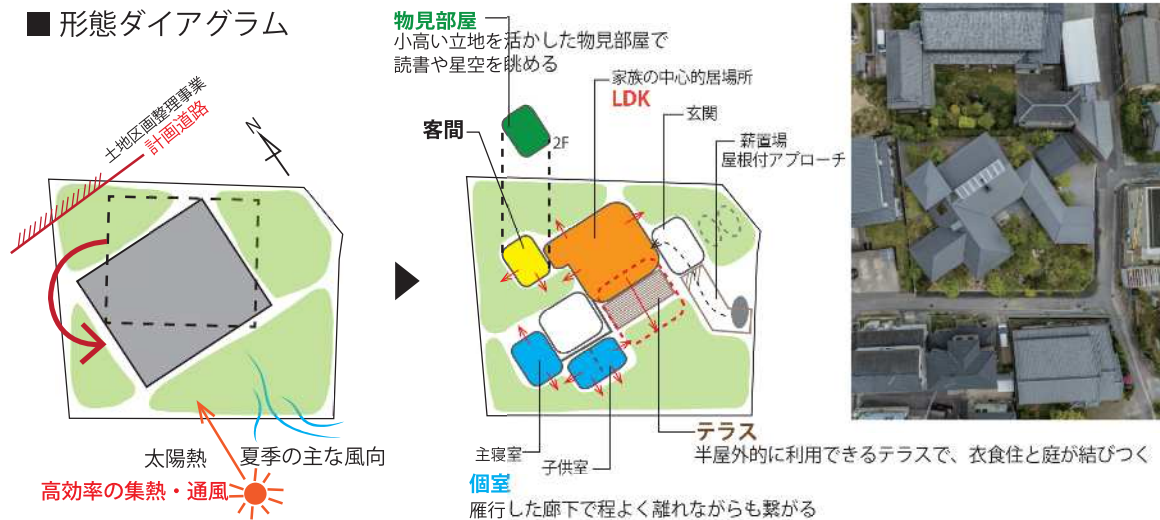 ■ 形態ダイアグラム
土地区画整理事業
計画道路
N
太陽熱
夏季の主な風向
高効率の集熱・通風
物見部屋
小高い立地を活かした物見部屋で
読書や星空を眺める
家族の中心的居場所
LDK
客間
2F
玄関
薪置場
屋根付アプローチ
テラス
半屋外的に利用できるテラスで、衣食住と庭が結びつく
主寝室
子供室
個室
雁行した廊下で程よく離れながらも繋がる